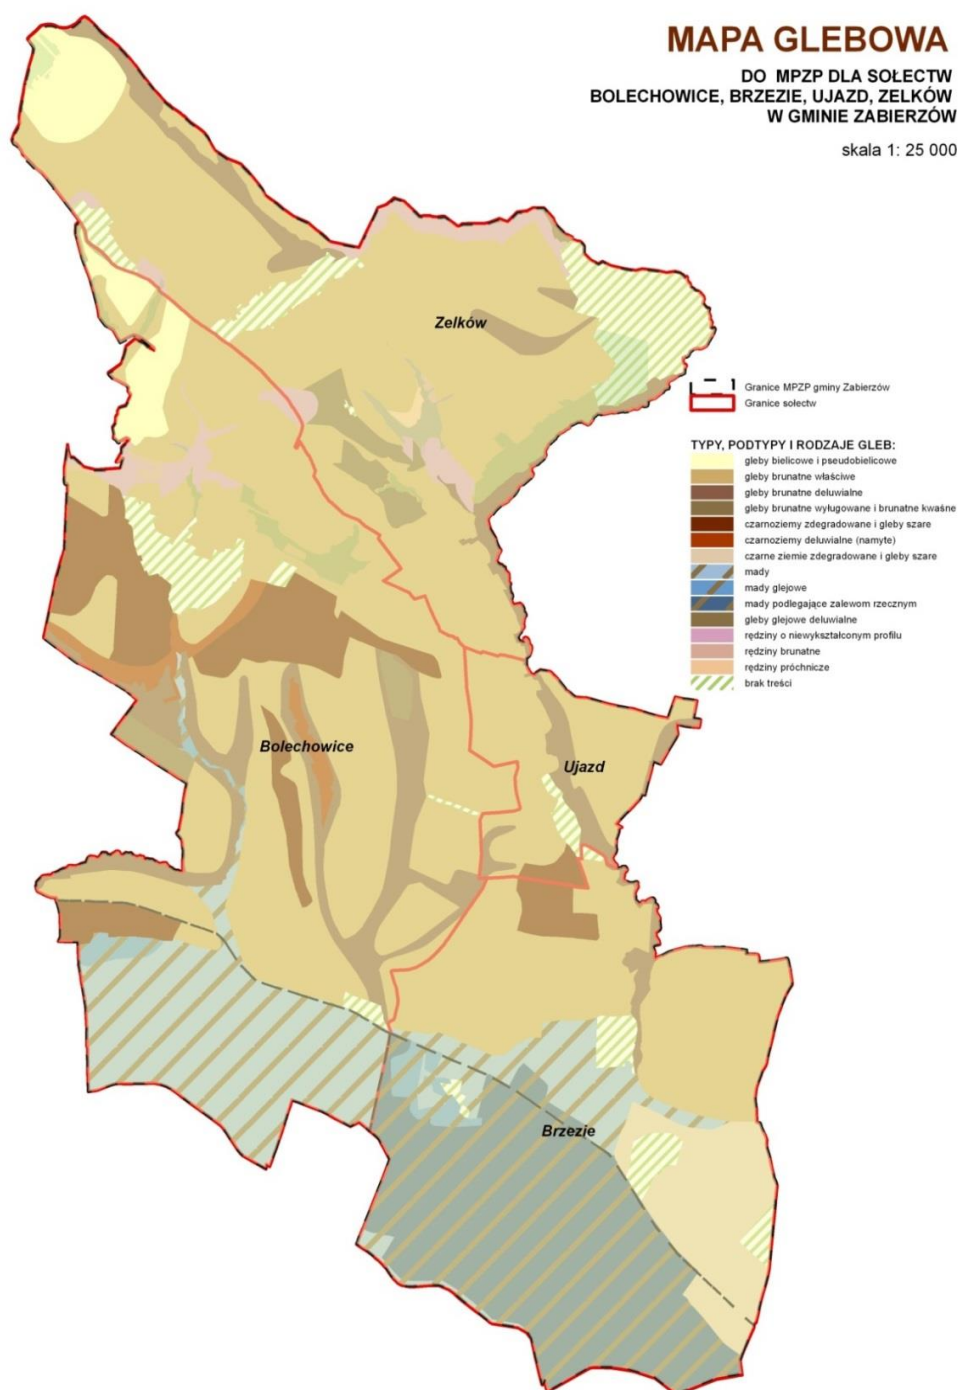 MAPA GLEBOWA
DO MPZP DLA SOŁECTW
BOLECHOWICE, BRZEZIE, UJAZD, ZELKÓW
W GMINIE ZABIERZÓW
skala 1: 25 000
Zelków
Granice MPZP gminy Zabierzów
Granice sołectw
TYPY, PODTYPY I RODZAJE GLEB:
gleby bielicowe i pseudobielicowe
gleby brunatne właściwe
gleby brunatne deluwialne
gleby brunatne wyługowane i brunatne kwaśne
czarnoziemy zdegradowane i gleby szare
czarnoziemy deluwialne (namyte)
czarne ziemie zdegradowane i gleby szare
mady
mady glejowe
mady podlegające zalewom rzecznym
gleby glejowe deluwialne
rędziny o niewykształconym profilu
rędziny brunatne
rędziny próchnicze
brak treści
Bolechowice
Ujazd
Brzezie